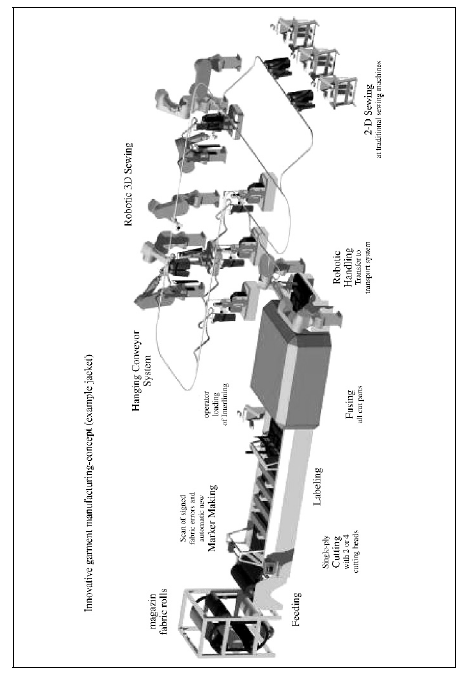 Innovative garment manufacturing-concept (example jacket)
magazin
fabric rolls
Feeding
Scan of signed
fabric errors and
automatic new
Marker Making
Single-ply
Cutting
with 2 or 4
cutting heads
Labeling
operator
loading
of Interlining
Fusing
all cut parts
Hanging Conveyor
System
Robotic
Handling
Transfer to
transport system
Robotic 3D Sewing
2-D Sewing
at traditional sewing machines